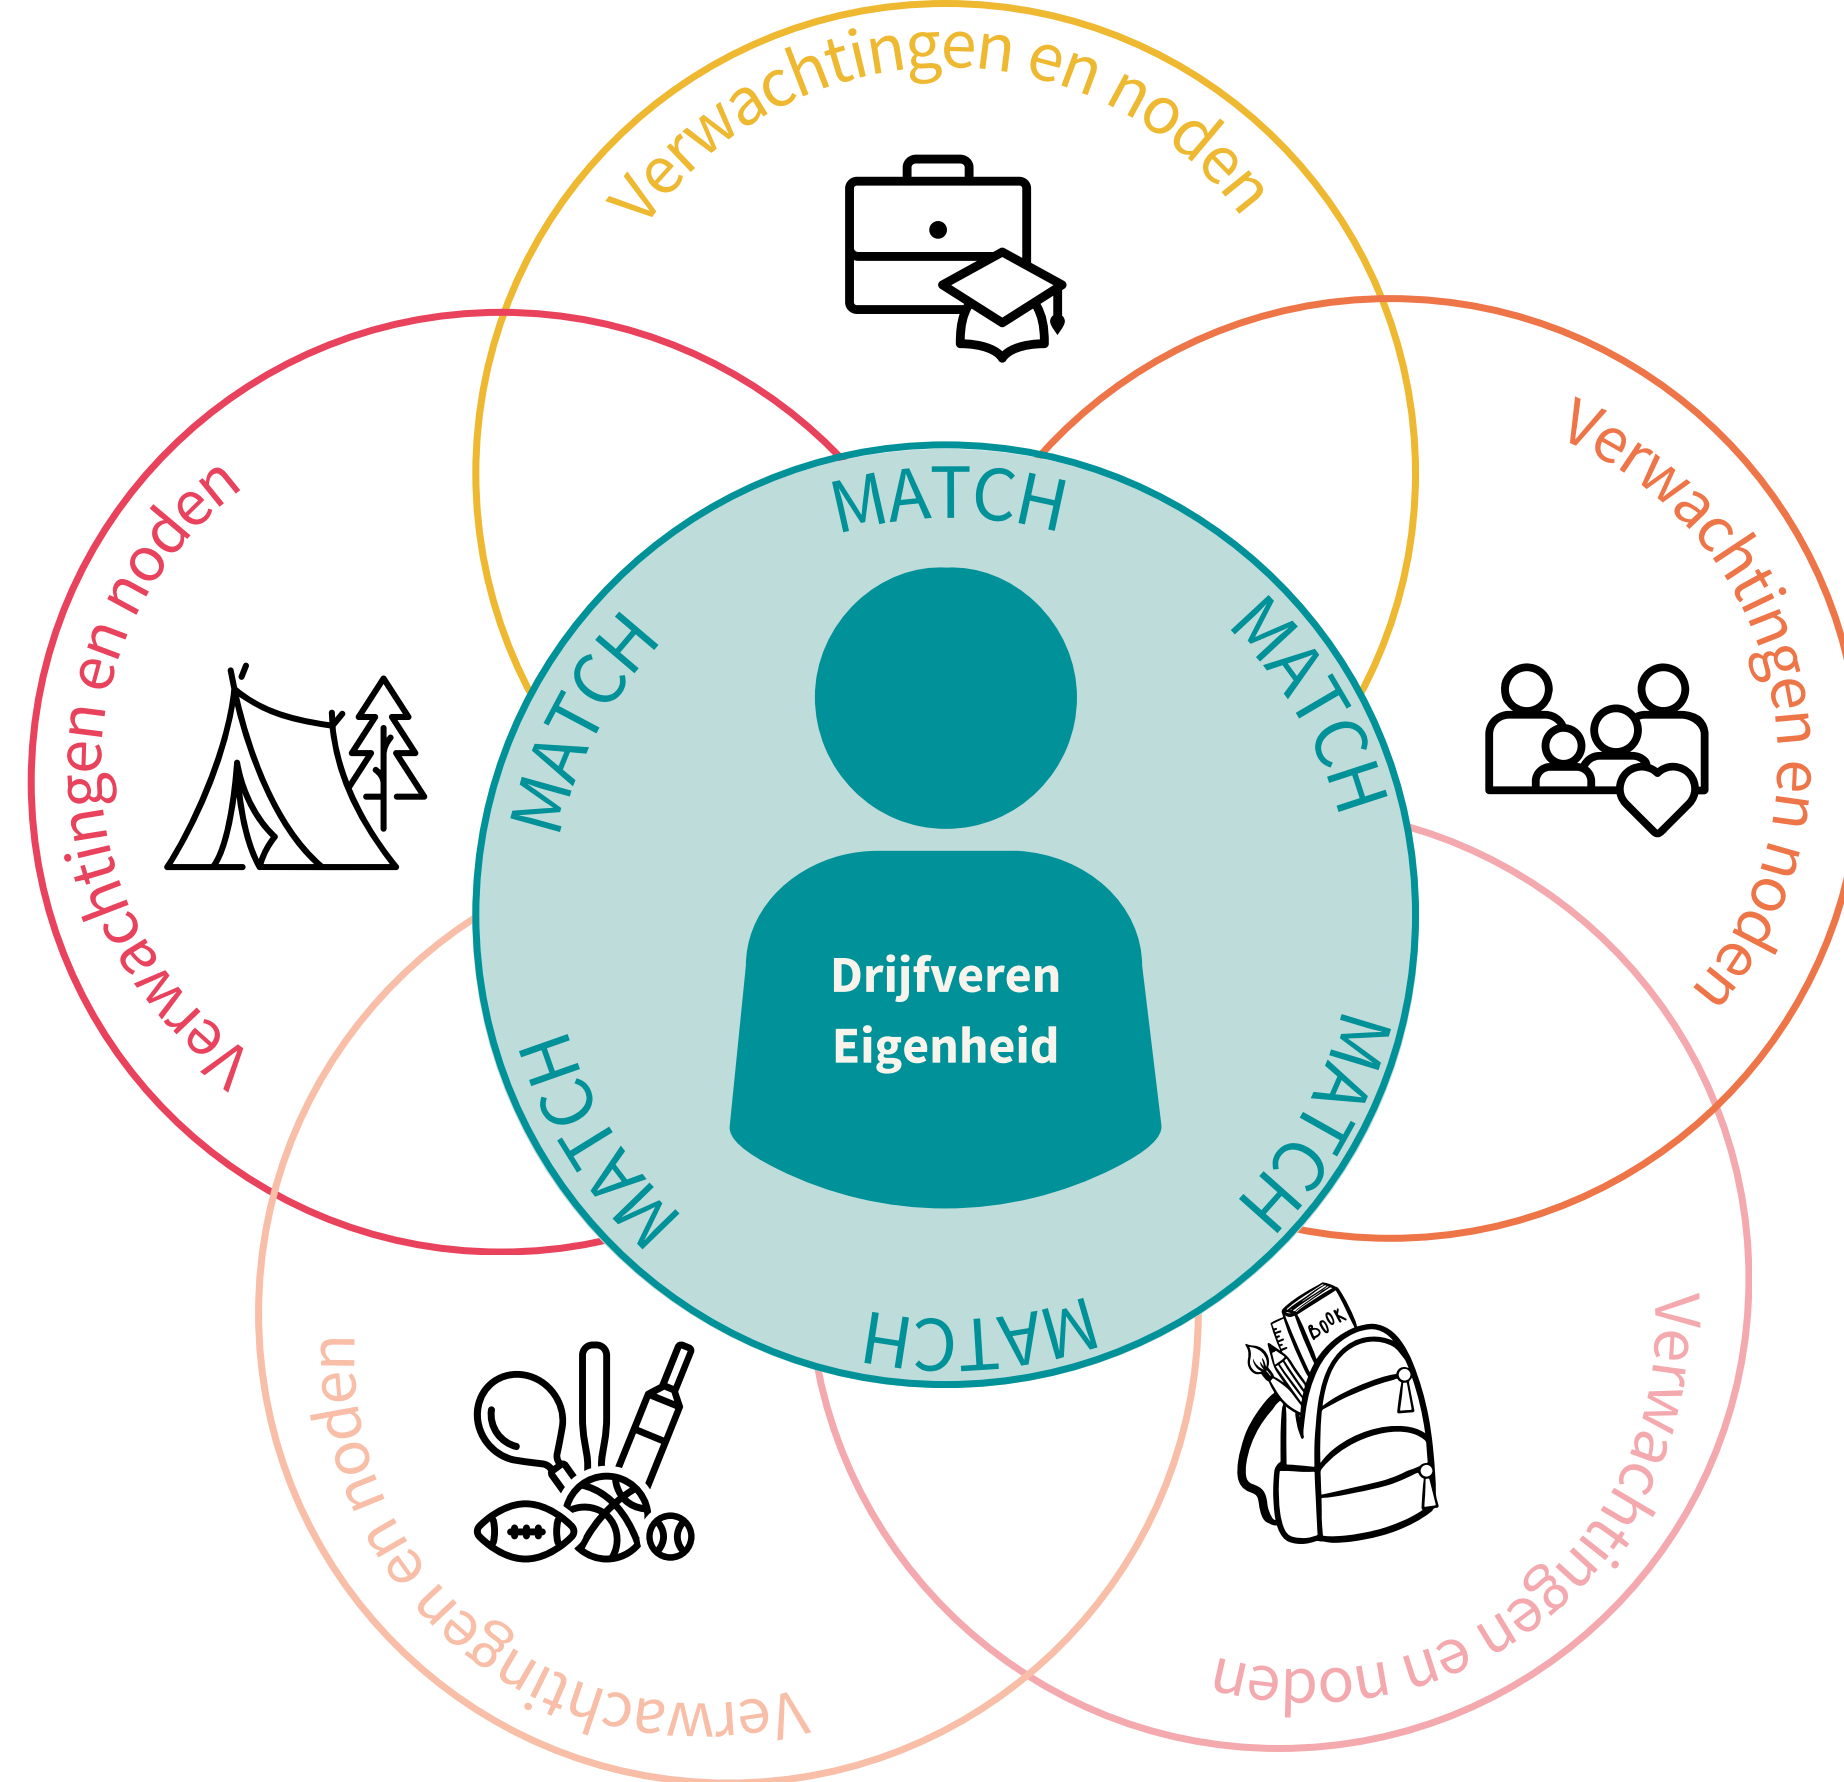 Verwachtingen en noden
Verwachtingen en noden
Verwachtingen en noden
MATCH
MATCH
MATCH
Drijfveren
Eigenheid
MATCH
MATCH
MATCH
BOOK
Verwachtingen en noden
Verwachtingen en noden